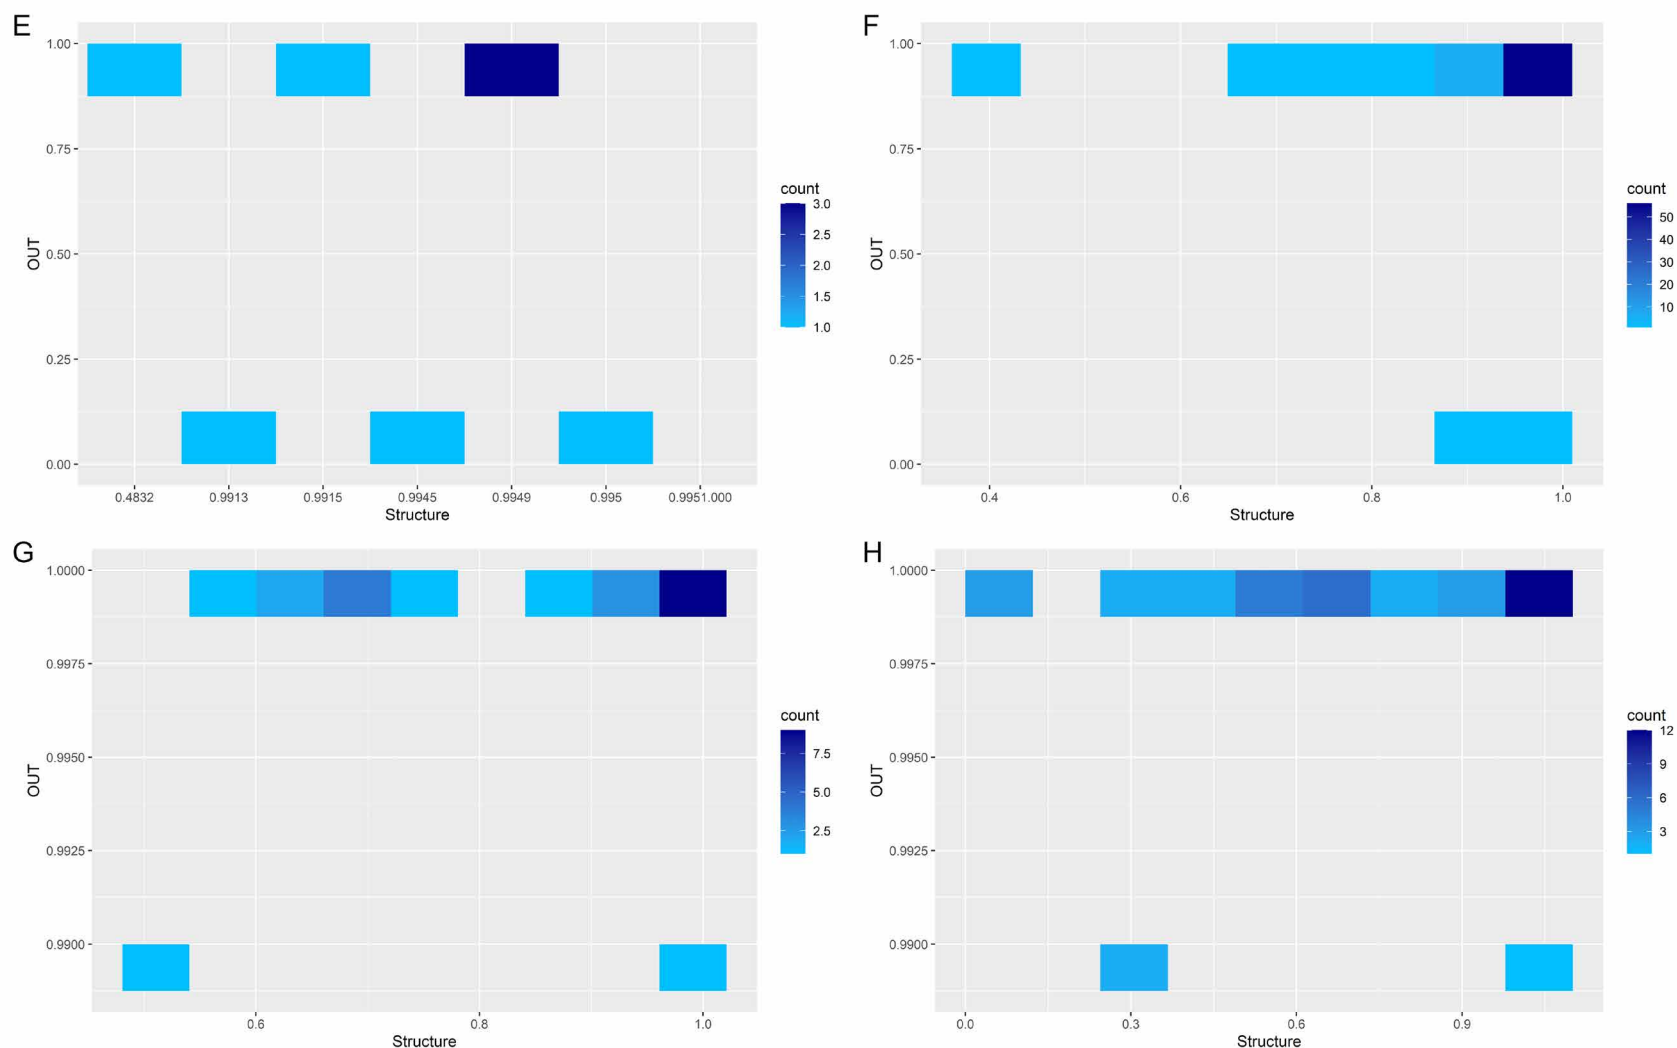 E
1.00
0.75
0.50
0.25
0.00
OUT
0.4832 0.9913 0.9915 0.9945 0.9949 0.995 0.9951.000
Structure
count
3.0
2.5
2.0
1.5
1.0
F
1.00
0.75
0.50
0.25
0.00
OUT
0.4 0.6 0.8 1.0
Structure
count
50
40
30
20
10
G
1.0000
0.9975
0.9950
0.9925
0.9900
OUT
0.6 0.8 1.0
Structure
count
7.5
5.0
2.5
H
1.0000
0.9975
0.9950
0.9925
0.9900
OUT
0.0 0.3 0.6 0.9
Structure
count
12
9
6
3